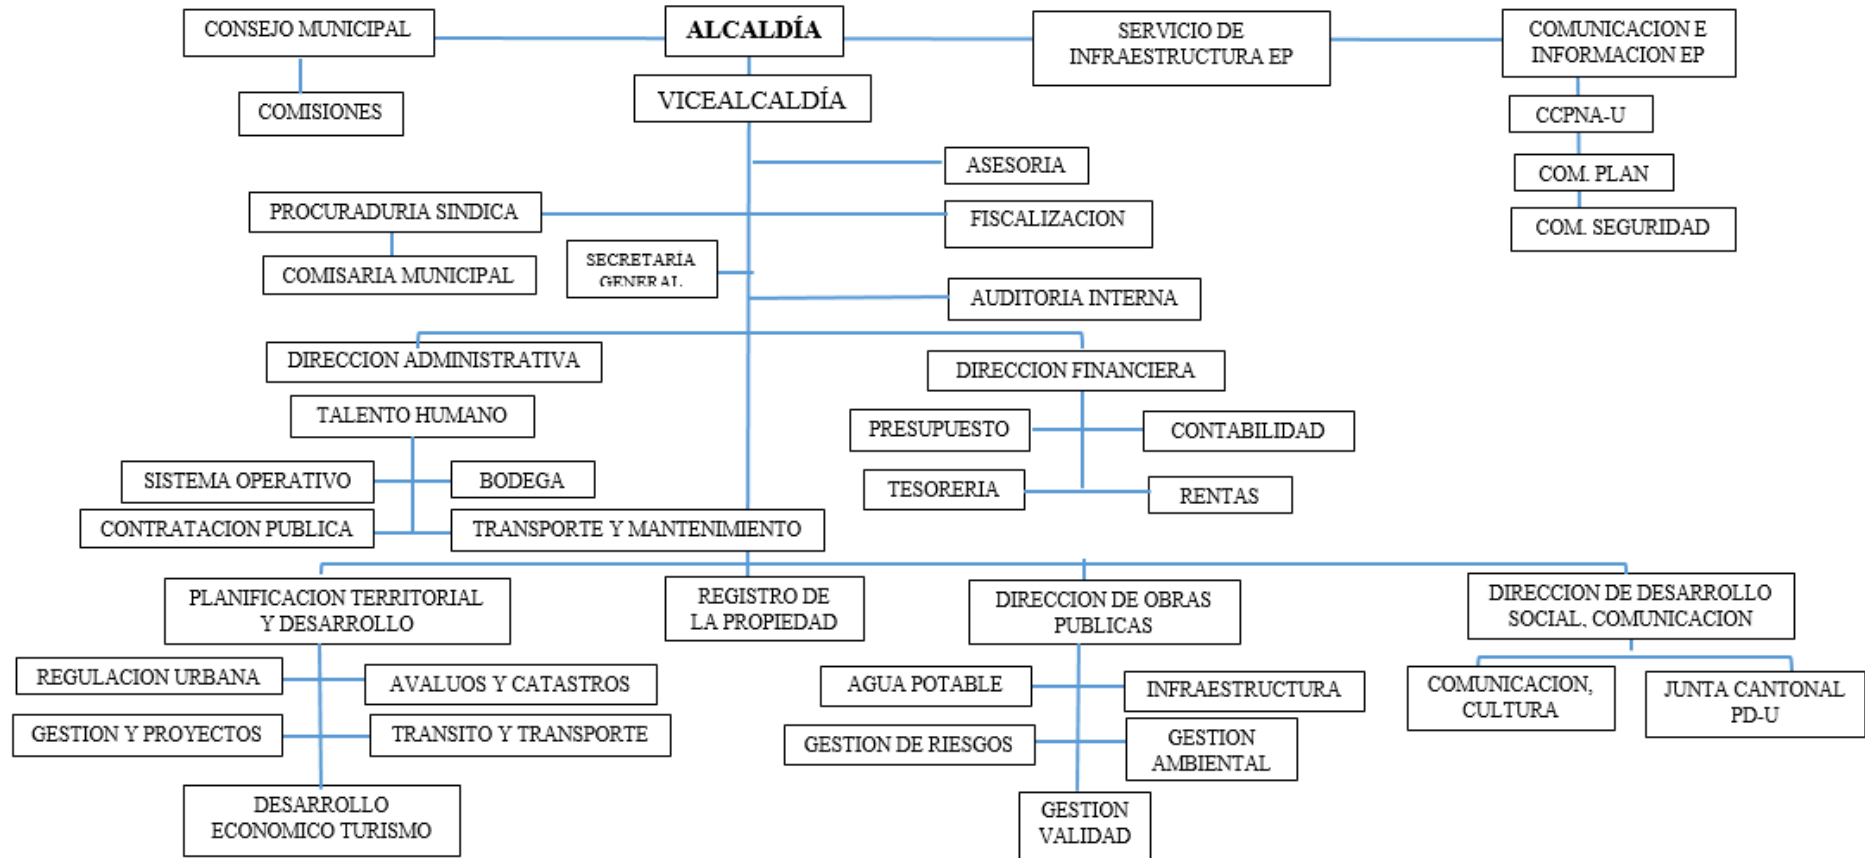 CONSEJO MUNICIPAL
ALCALDÍA
SERVICIO DE
INFRAESTRUCTURA EP
COMUNICACION E
INFORMACION EP
COMISIONES
VICEALCALDÍA
CCPNA-U
COM. PLAN
COM. SEGURIDAD
ASESORIA
PROCURADURIA SINDICA
FISCALIZACION
COMISARIA MUNICIPAL
SECRETARÍA
GENERAL
AUDITORIA INTERNA
DIRECCION ADMINISTRATIVA
DIRECCION FINANCIERA
TALENTO HUMANO
PRESUPUESTO
CONTABILIDAD
SISTEMA OPERATIVO
BODEGA
TESORERIA
RENTAS
CONTRATACION PUBLICA
TRANSPORTE Y MANTENIMIENTO
PLANIFICACION TERRITORIAL
Y DESARROLLO
REGISTRO DE
LA PROPIEDAD
DIRECCION DE OBRAS
PUBLICAS
DIRECCION DE DESARROLLO
SOCIAL, COMUNICACION
REGULACION URBANA
AVALUOS Y CATASTROS
AGUA POTABLE
INFRAESTRUCTURA
COMUNICACION,
CULTURA
JUNTA CANTONAL
PD-U
GESTION Y PROYECTOS
TRANSITO Y TRANSPORTE
GESTION DE RIESGOS
GESTION
AMBIENTAL
DESARROLLO
ECONOMICO TURISMO
GESTION
VALIDAD